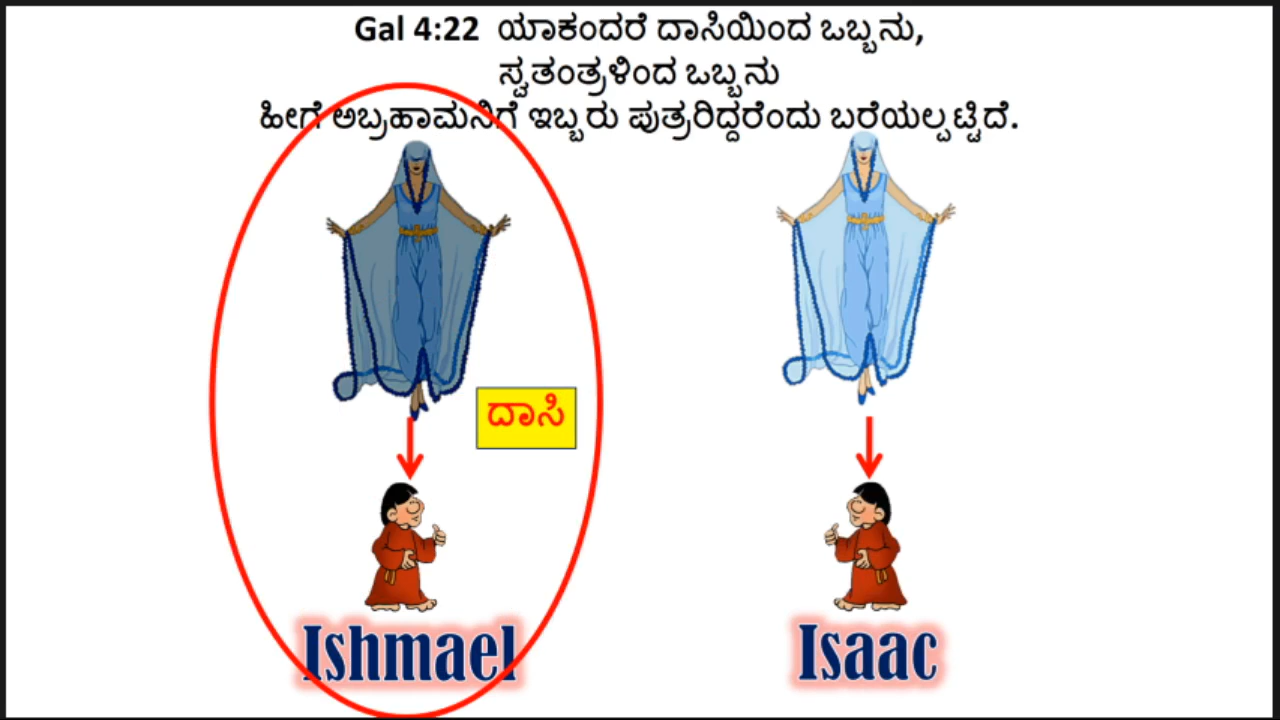 Gal 4:22 ಯಾಕಂದರೆ ದಾಸಿಯಿಂದ ಒಬ್ಬನು,
ಸ್ವತಂತ್ರಳಿಂದ ಒಬ್ಬನು
ಹೀಗೆ ಅಬ್ರಹಾಮನಿಗೆ ಇಬ್ಬರು ಪುತ್ರರಿದ್ದರೆಂದು ಬರೆಯಲ್ಪಟ್ಟಿದೆ.
ದಾಸಿ
Ishmael
Isaac